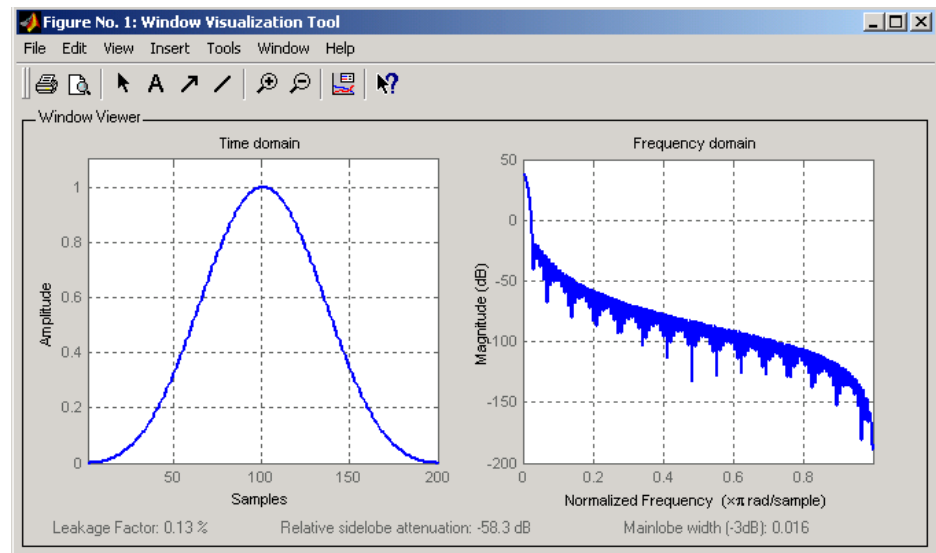 Figure No. 1: Window Visualization Tool
File Edit View Insert Tools Window Help
A
Window Viewer
Time domain
Amplitude
1
0.8
0.6
0.4
0.2
0
50 100 150 200
Samples
Frequency domain
Magnitude (dB)
50
0
-50
-100
-150
-200
0 0.2 0.4 0.6 0.8
Normalized Frequency (×π rad/sample)
Leakage Factor: 0.13 % Relative sidelobe attenuation: -58.3 dB Mainlobe width (-3dB): 0.016